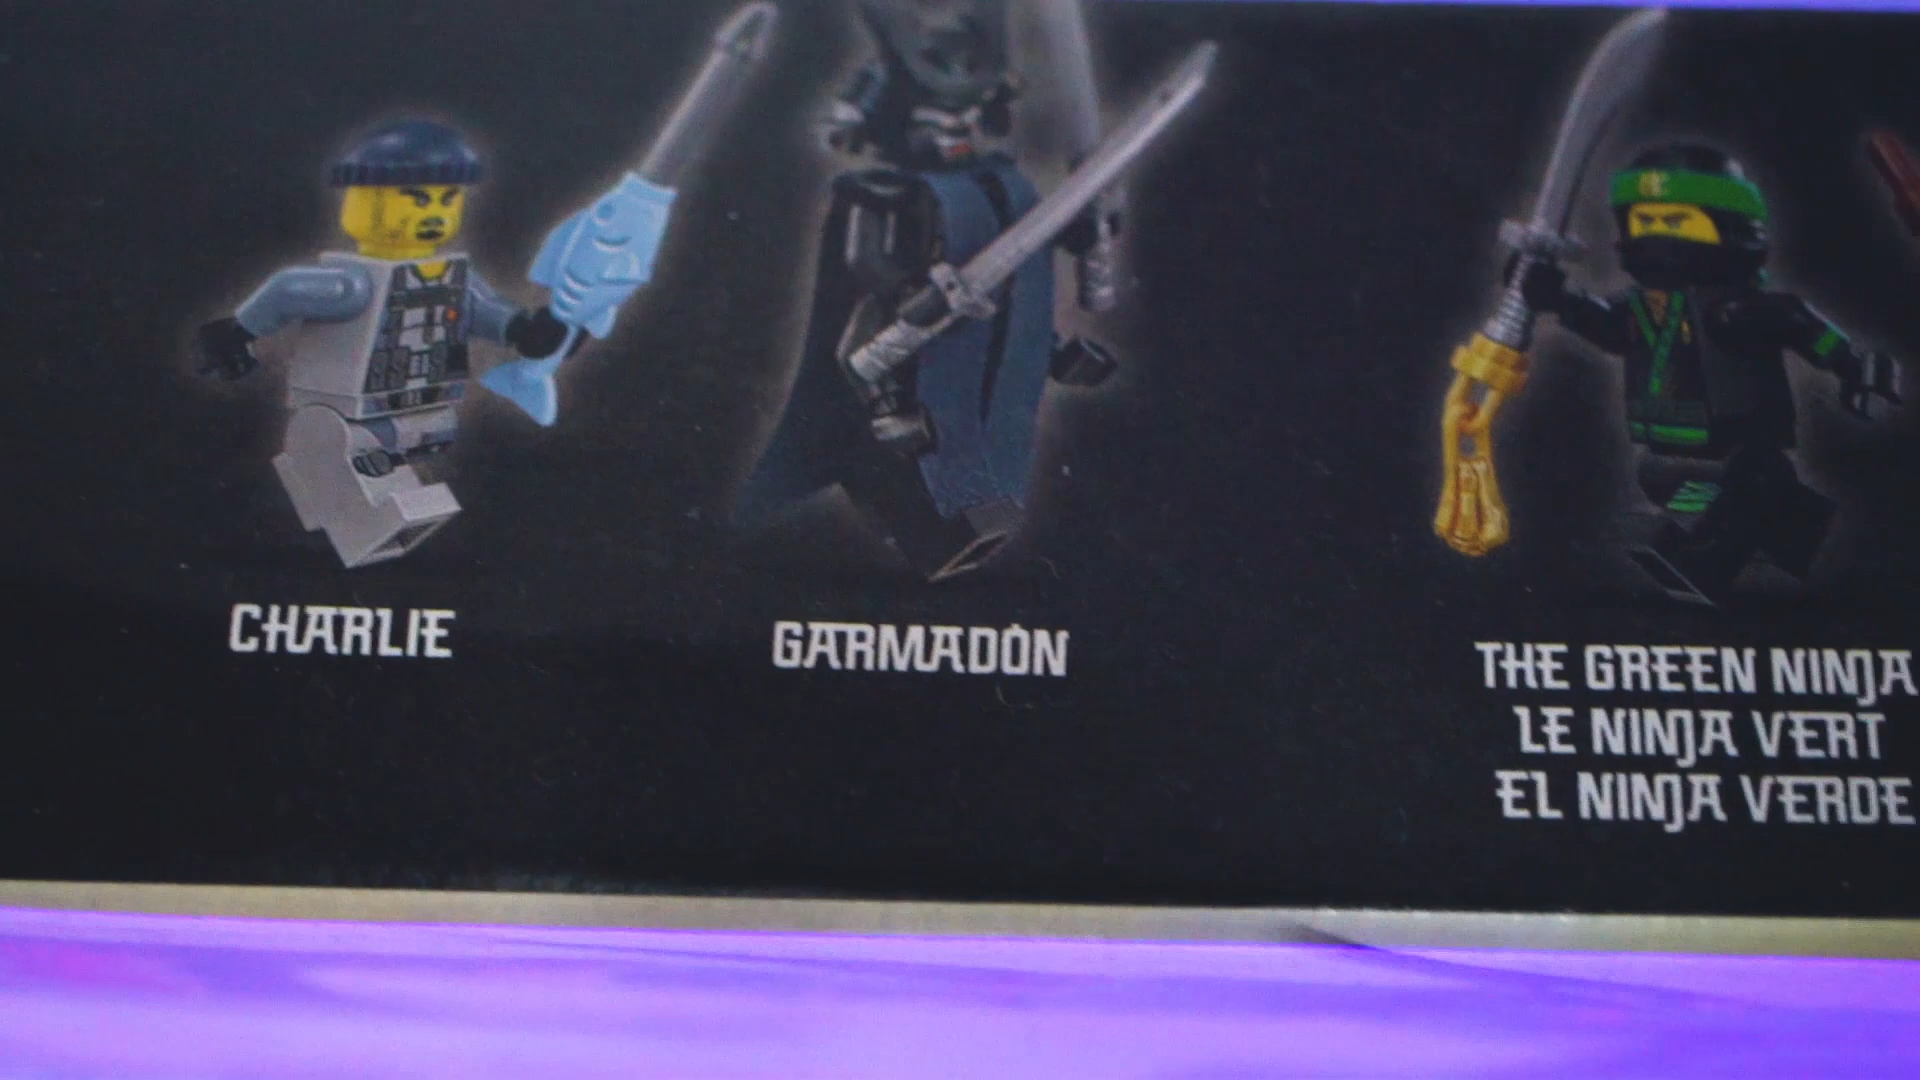 CHARLIE
GARMADON
THE GREEN NINJA
LE NINJA VERT
EL NINJA VERDE